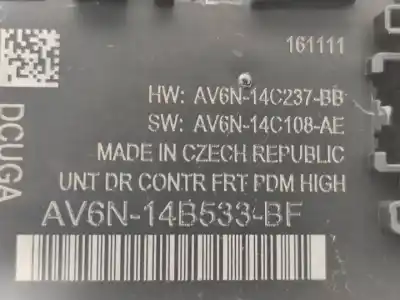 161111
HW: AV6N-14C237-BB
SW: AV6N-14C108-AE
MADE IN CZECH REPUBLIC
UNT DR CONTR FRT PDM HIGH
AV6N-14B533-BF
DCUGA